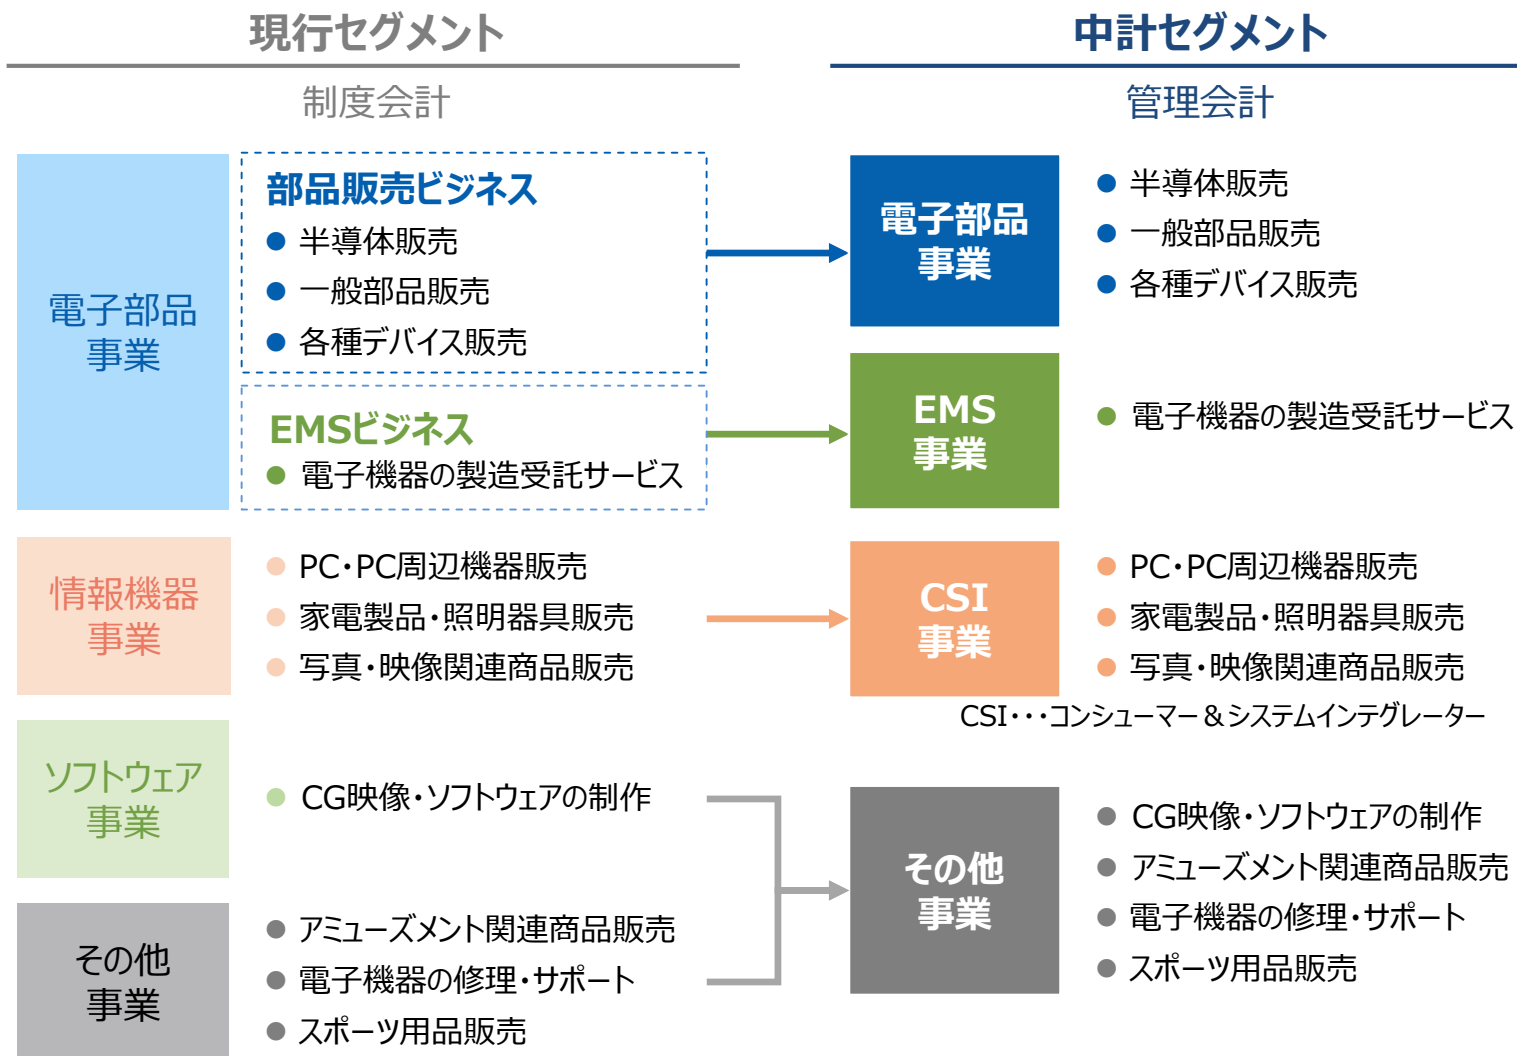 現行セグメント
制度会計
電子部品
事業
部品販売ビジネス
● 半導体販売
● 一般部品販売
● 各種デバイス販売
EMSビジネス
● 電子機器の製造受託サービス
情報機器
事業
● PC・PC周辺機器販売
● 家電製品・照明器具販売
● 写真・映像関連商品販売
ソフトウェア
事業
● CG映像・ソフトウェアの制作
その他
事業
● アミューズメント関連商品販売
● 電子機器の修理・サポート
● スポーツ用品販売
中計セグメント
管理会計
電子部品
事業
● 半導体販売
● 一般部品販売
● 各種デバイス販売
EMS
事業
● 電子機器の製造受託サービス
CSI
事業
● PC・PC周辺機器販売
● 家電製品・照明器具販売
● 写真・映像関連商品販売
CSI・・・コンシューマー＆システムインテグレーター
その他
事業
● CG映像・ソフトウェアの制作
● アミューズメント関連商品販売
● 電子機器の修理・サポート
● スポーツ用品販売